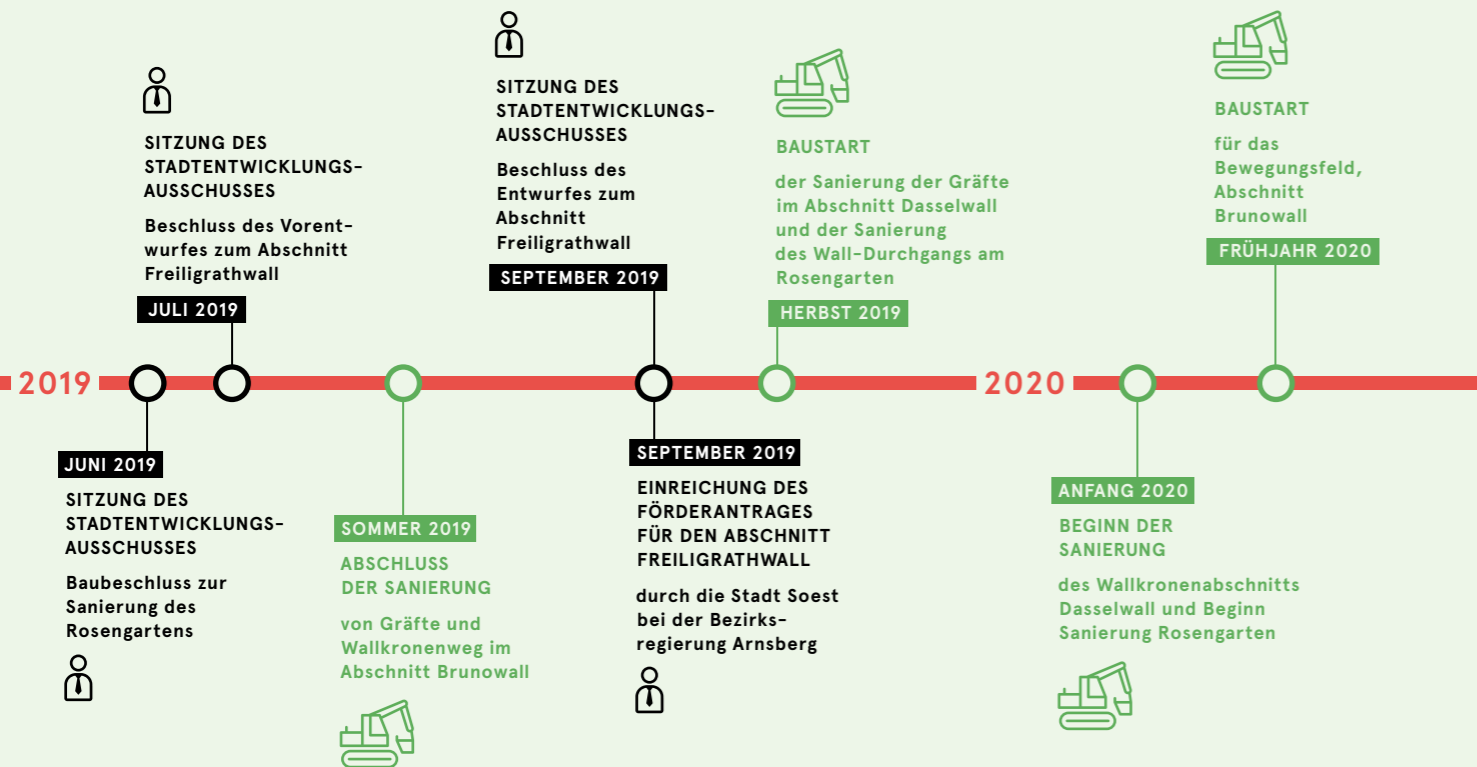 SITZUNG DES
STADTENTWICKLUNGS-
AUSSCHUSSES
Beschluss des Vorent-
wurfes zum Abschnitt
Freiligrathwall
JULI 2019
SITZUNG DES
STADTENTWICKLUNGS-
AUSSCHUSSES
Beschluss des
Entwurfes zum
Abschnitt
Freiligrathwall
SEPTEMBER 2019
BAUSTART
der Sanierung der Gräfte
im Abschnitt Dasselwall
und der Sanierung
des Wall-Durchgangs am
Rosengarten
HERBST 2019
BAUSTART
für das
Bewegungsfeld,
Abschnitt
Brunowall
FRÜHJAHR 2020
2019
2020
JUNI 2019
SITZUNG DES
STADTENTWICKLUNGS-
AUSSCHUSSES
Baubeschluss zur
Sanierung des
Rosengartens
SOMMER 2019
ABSCHLUSS
DER SANIERUNG
von Gräfte und
Wallkronenweg im
Abschnitt Brunowall
SEPTEMBER 2019
EINREICHUNG DES
FÖRDERANTRAGES
FÜR DEN ABSCHNITT
FREILIGRATHWALL
durch die Stadt Soest
bei der Bezirks-
regierung Arnsberg
ANFANG 2020
BEGINN DER
SANIERUNG
des Wallkronenabschnitts
Dasselwall und Beginn
Sanierung Rosengarten